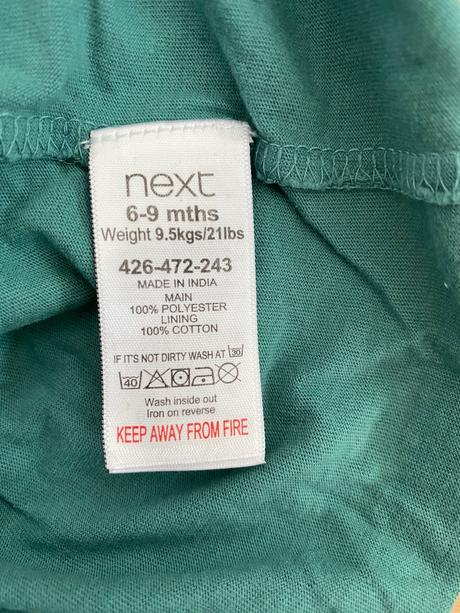 next
6-9 mths
Weight 9.5kgs/21lbs
426-472-243
MADE IN INDIA
MAIN
100% POLYESTER
LINING
100% COTTON
IF IT'S NOT DIRTY WASH AT 30
40
Wash inside out
Iron on reverse
KEEP AWAY FROM FIRE